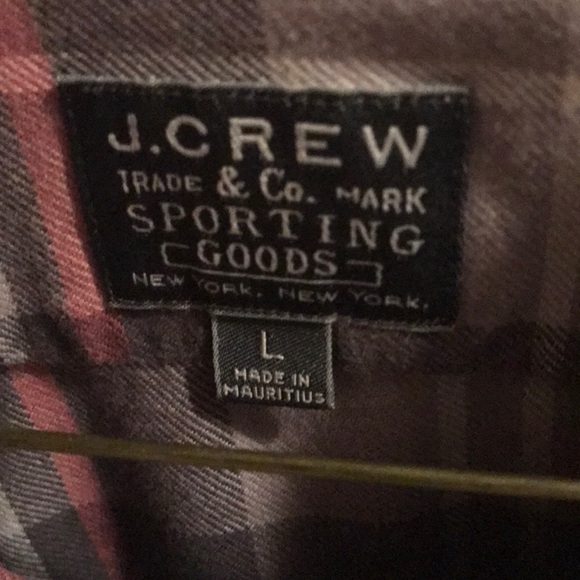 J.CREW
TRADE & Co. MARK
SPORTING
GOODS
NEW YORK, NEW YORK,
L
MADE IN
MAURITIUS